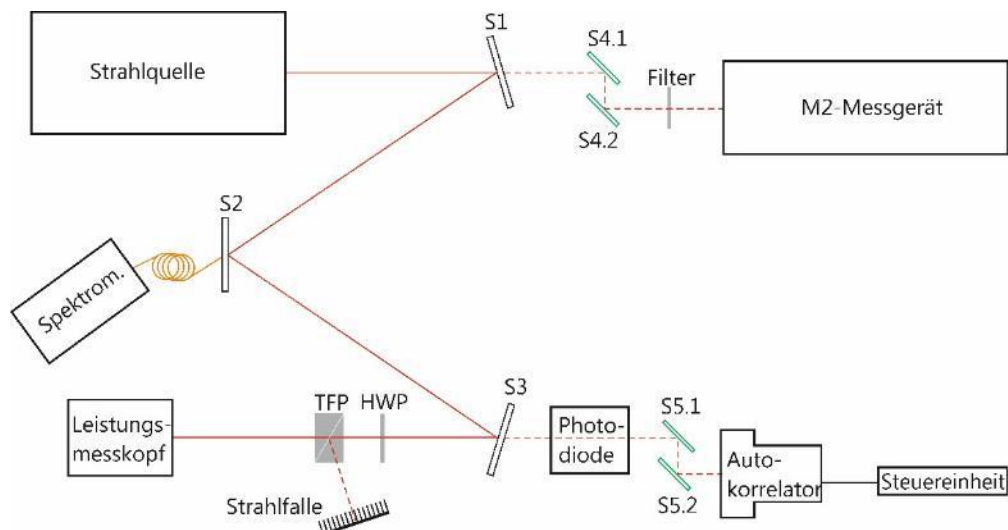 S1
Strahlquelle
S4.1
Filter
M2-Messgerät
S4.2
S2
Spektrom.
S3
TFP HWP
Leistungs-
messkopf
Photo-
diode
S5.1
Auto-
korrelator
Steuereinheit
S5.2
Strahlfalle